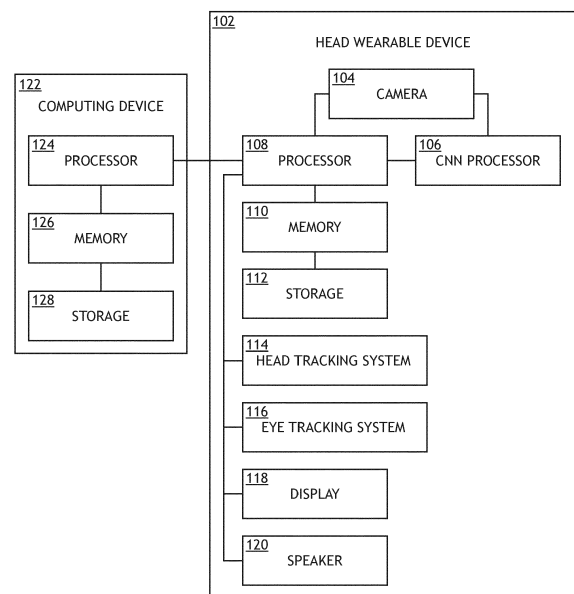 102
HEAD WEARABLE DEVICE
104
CAMERA
122
COMPUTING DEVICE
124
PROCESSOR
108
PROCESSOR
106
CNN PROCESSOR
126
MEMORY
110
MEMORY
128
STORAGE
112
STORAGE
114
HEAD TRACKING SYSTEM
116
EYE TRACKING SYSTEM
118
DISPLAY
120
SPEAKER